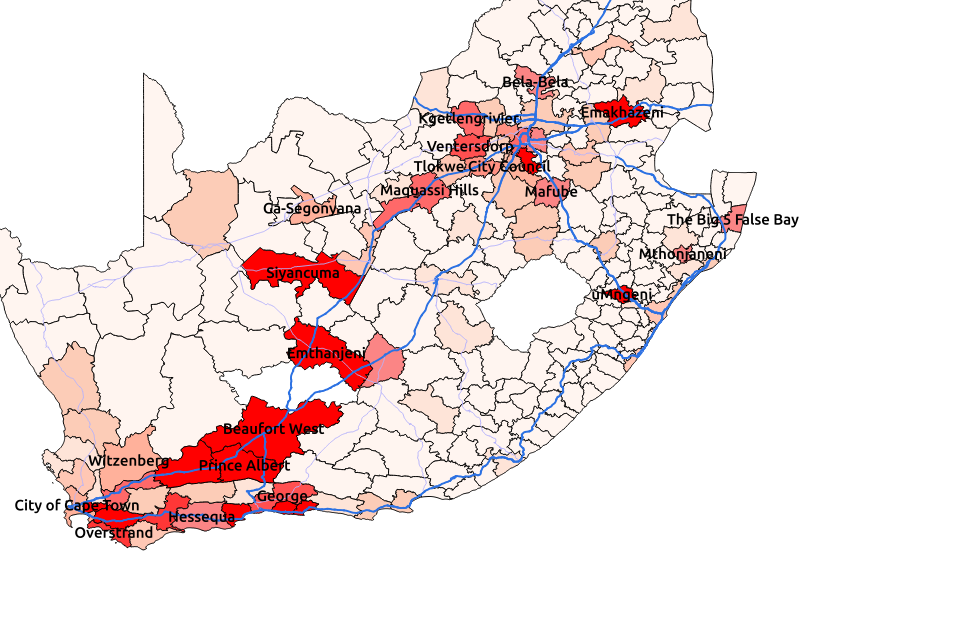 Bela-Bela
Emakhazeni
Kgetlengrivier
Ventersdorp
Tlokwe City Council
Maquassi Hills
Mafube
Ga-Segonyana
The Big 5 False Bay
Mthonjaneni
Siyancuma
uMngeni
Emthanjeni
Beaufort West
Witzenberg
Prince Albert
George
City of Cape Town
Hessequa
Overstrand